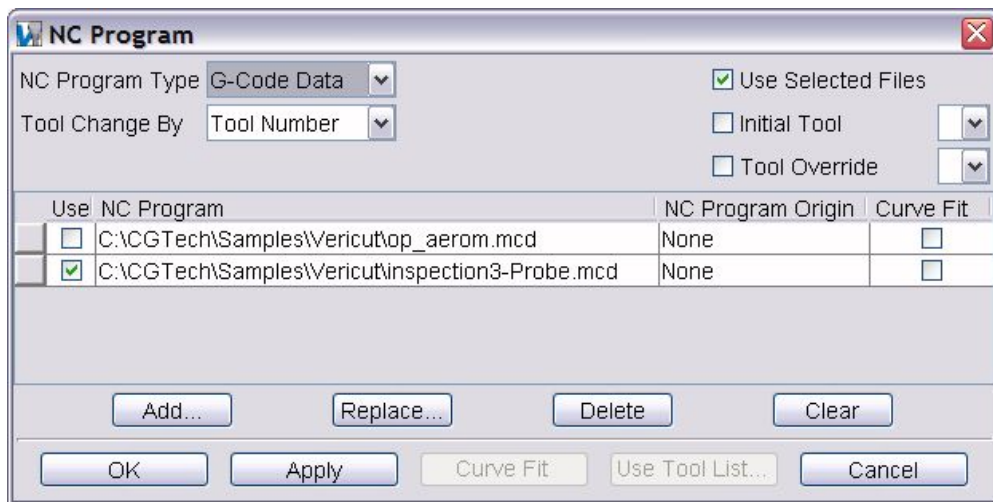 NC Program
NC Program Type G-Code Data Use Selected Files
Tool Change By Tool Number Initial Tool
Tool Override
Use NC Program NC Program Origin Curve Fit
C:\CGTech\Samples\Vericut\op_aerom.mcd None
C:\CGTech\Samples\Vericut\inspection3-Probe.mcd None
Add... Replace... Delete Clear
OK Apply Curve Fit Use Tool List... Cancel